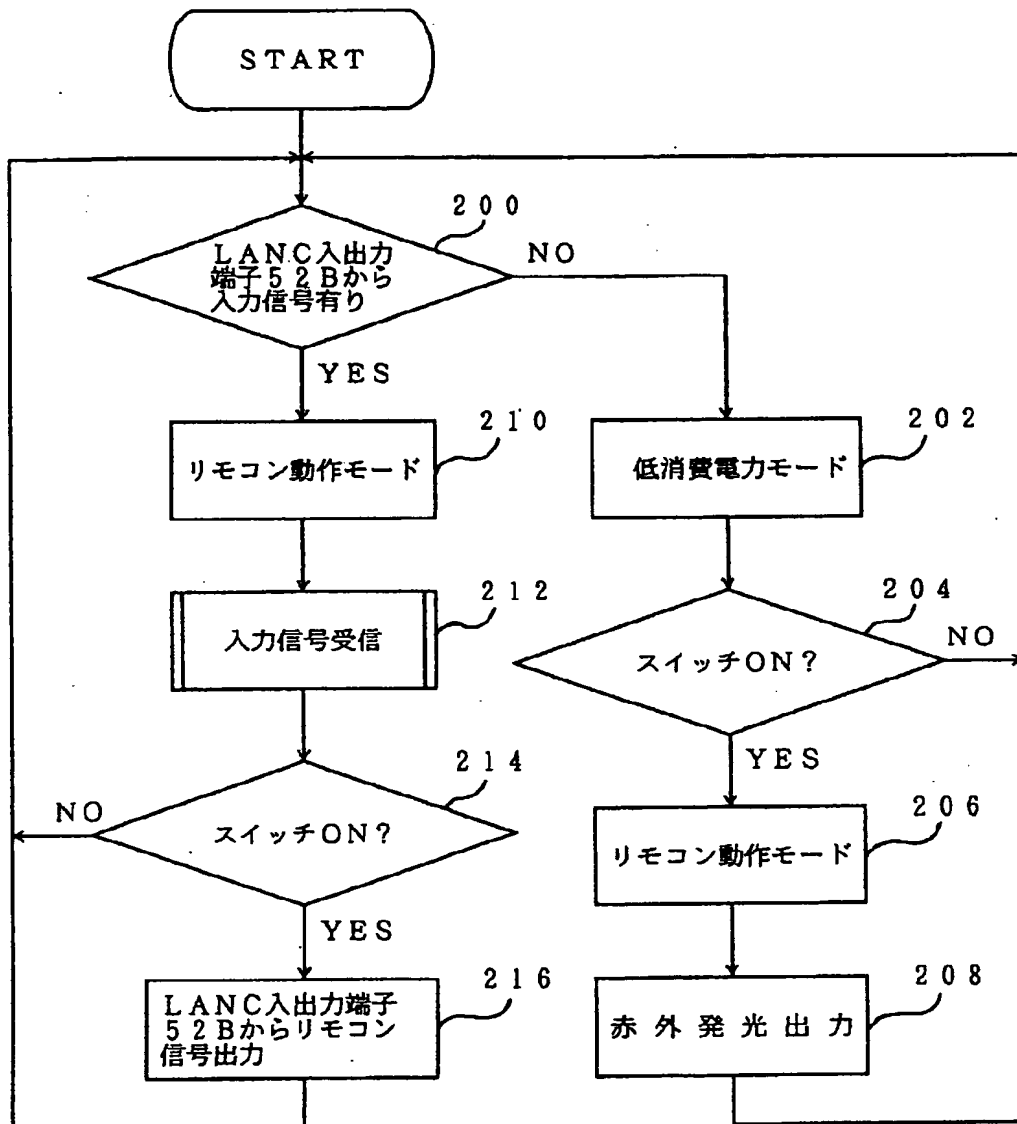 START
200
LANC入出力
端子52Bから
入力信号有り
NO
YES
210
リモコン動作モード
202
低消費電力モード
212
入力信号受信
204
スイッチON?
NO
YES
214
NO
スイッチON?
YES
206
リモコン動作モード
216
LANC入出力端子
52Bからリモコン
信号出力
208
赤外発光出力